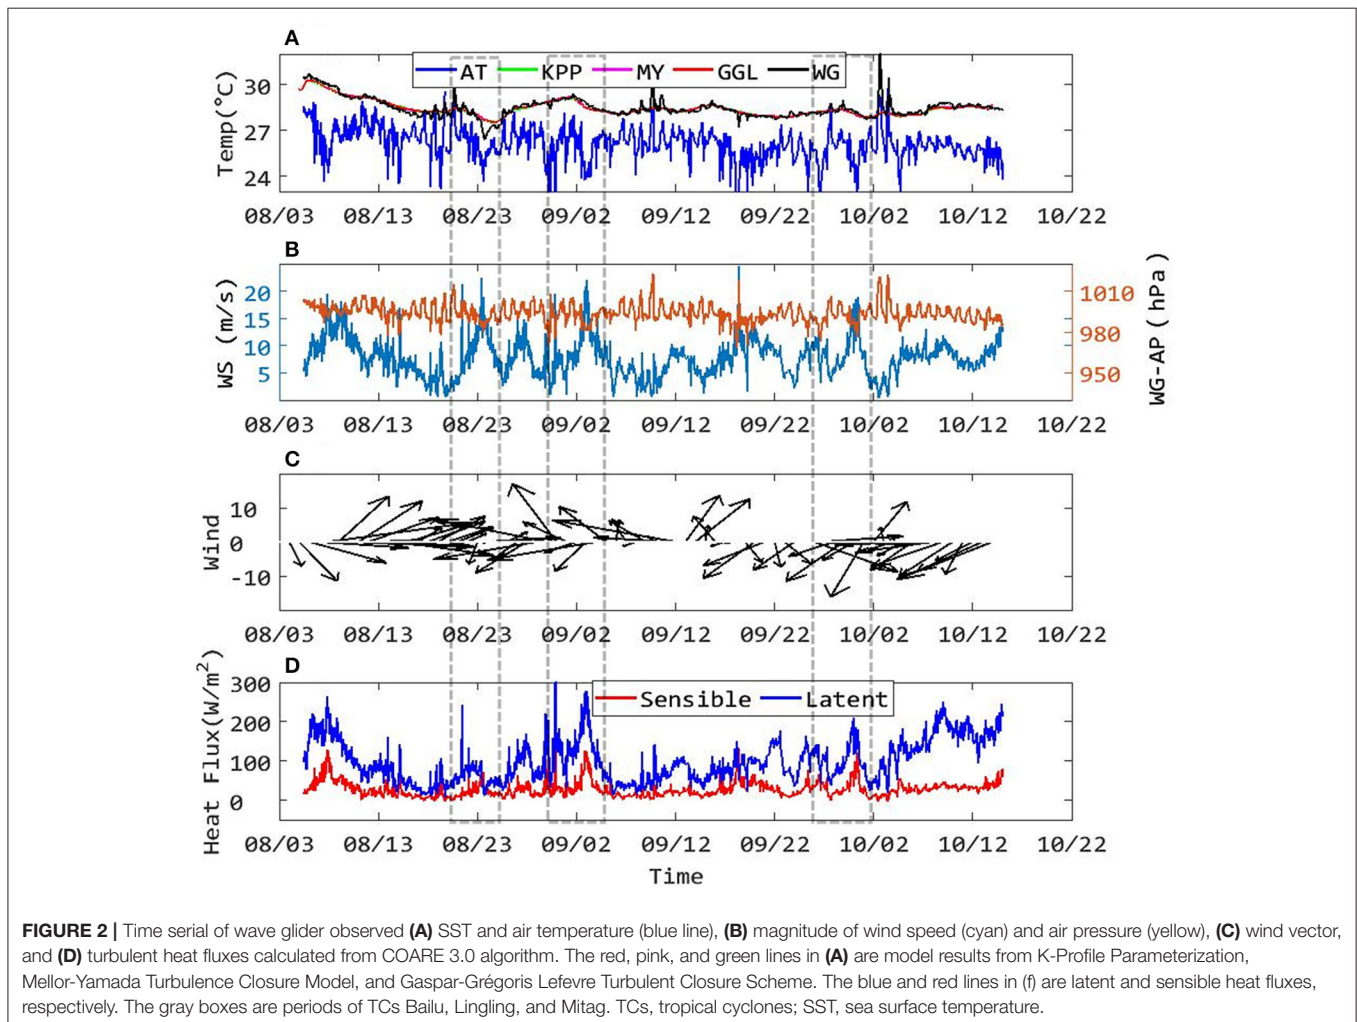 A
AT KPP MY GGL WG
Temp(°C)
30
27
24
08/03 08/13 08/23 09/02 09/12 09/22 10/02 10/12 10/22
B
WS (m/s)
20
15
10
5
1010
980
950
WG-AP (hPa)
08/03 08/13 08/23 09/02 09/12 09/22 10/02 10/12 10/22
C
Wind
10
0
-10
08/03 08/13 08/23 09/02 09/12 09/22 10/02 10/12 10/22
D
Sensible Latent
Heat Flux(W/m²)
300
200
100
0
08/03 08/13 08/23 09/02 09/12 09/22 10/02 10/12 10/22
Time
FIGURE 2 | Time serial of wave glider observed (A) SST and air temperature (blue line), (B) magnitude of wind speed (cyan) and air pressure (yellow), (C) wind vector,
and (D) turbulent heat fluxes calculated from COARE 3.0 algorithm. The red, pink, and green lines in (A) are model results from K-Profile Parameterization,
Mellor-Yamada Turbulence Closure Model, and Gaspar-Grégoris Lefevre Turbulent Closure Scheme. The blue and red lines in (f) are latent and sensible heat fluxes,
respectively. The gray boxes are periods of TCs Bailu, Lingling, and Mitag. TCs, tropical cyclones; SST, sea surface temperature.